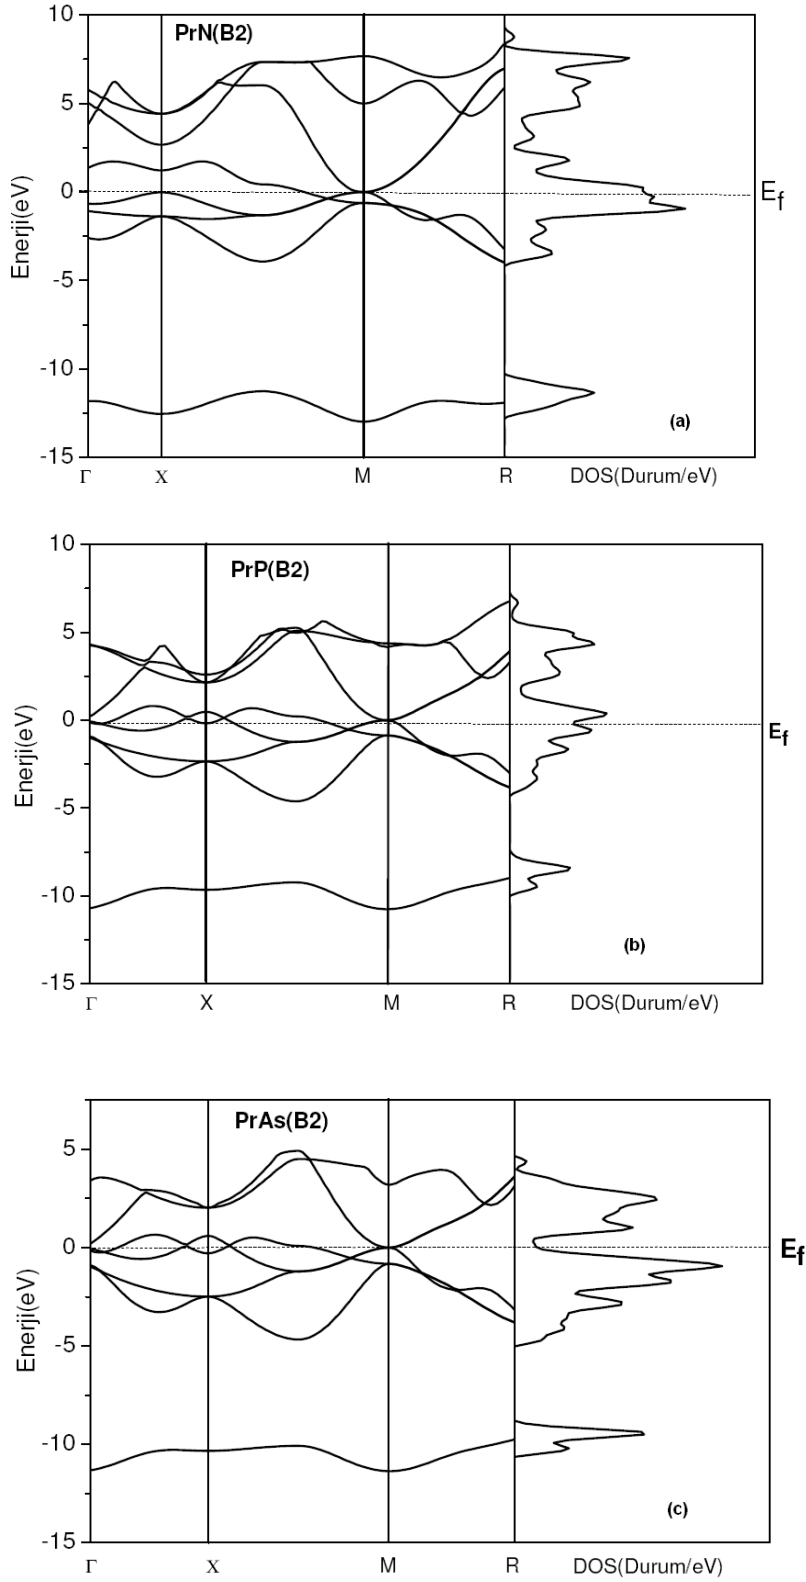 PrN(B2)
10
5
0
-5
-10
-15
Enerji(eV)
E_f
(a)
Γ X M R DOS(Durum/eV)
PrP(B2)
10
5
0
-5
-10
-15
Enerji(eV)
E_f
(b)
Γ X M R DOS(Durum/eV)
PrAs(B2)
5
0
-5
-10
-15
Enerji(eV)
E_f
(c)
Γ X M R DOS(Durum/eV)